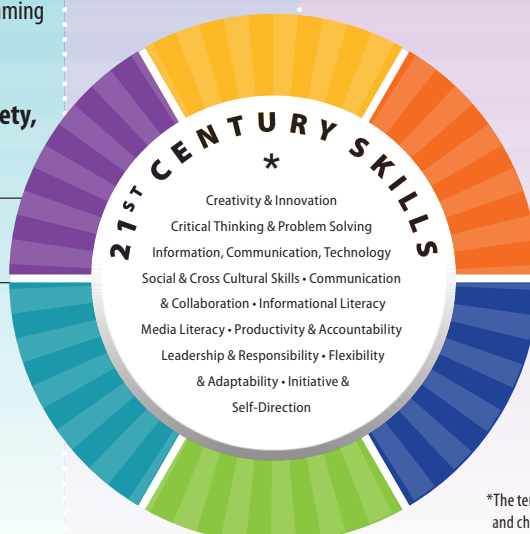 aming
ety,
21ST CENTURY SKILLS
*
Creativity & Innovation
Critical Thinking & Problem Solving
Information, Communication, Technology
Social & Cross Cultural Skills • Communication
& Collaboration • Informational Literacy
Media Literacy • Productivity & Accountability
Leadership & Responsibility • Flexibility
& Adaptability • Initiative &
Self-Direction
*The te
and ch